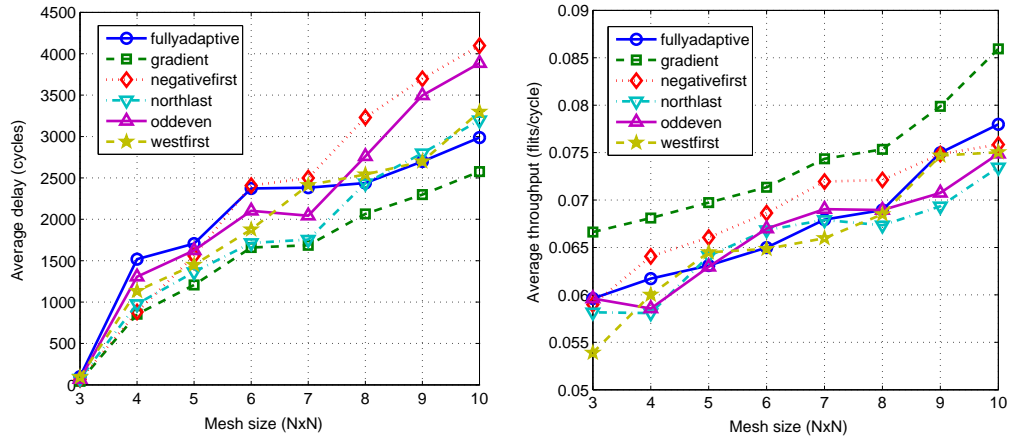 4500
4000
3500
3000
2500
2000
1500
1000
500
0
Average delay (cycles)
fullyadaptive
gradient
negativefirst
northlast
oddeven
westfirst
3 4 5 6 7 8 9 10
Mesh size (NxN)
0.09
0.085
0.08
0.075
0.07
0.065
0.06
0.055
0.05
Average throughput (flits/cycle)
fullyadaptive
gradient
negativefirst
northlast
oddeven
westfirst
3 4 5 6 7 8 9 10
Mesh size (NxN)